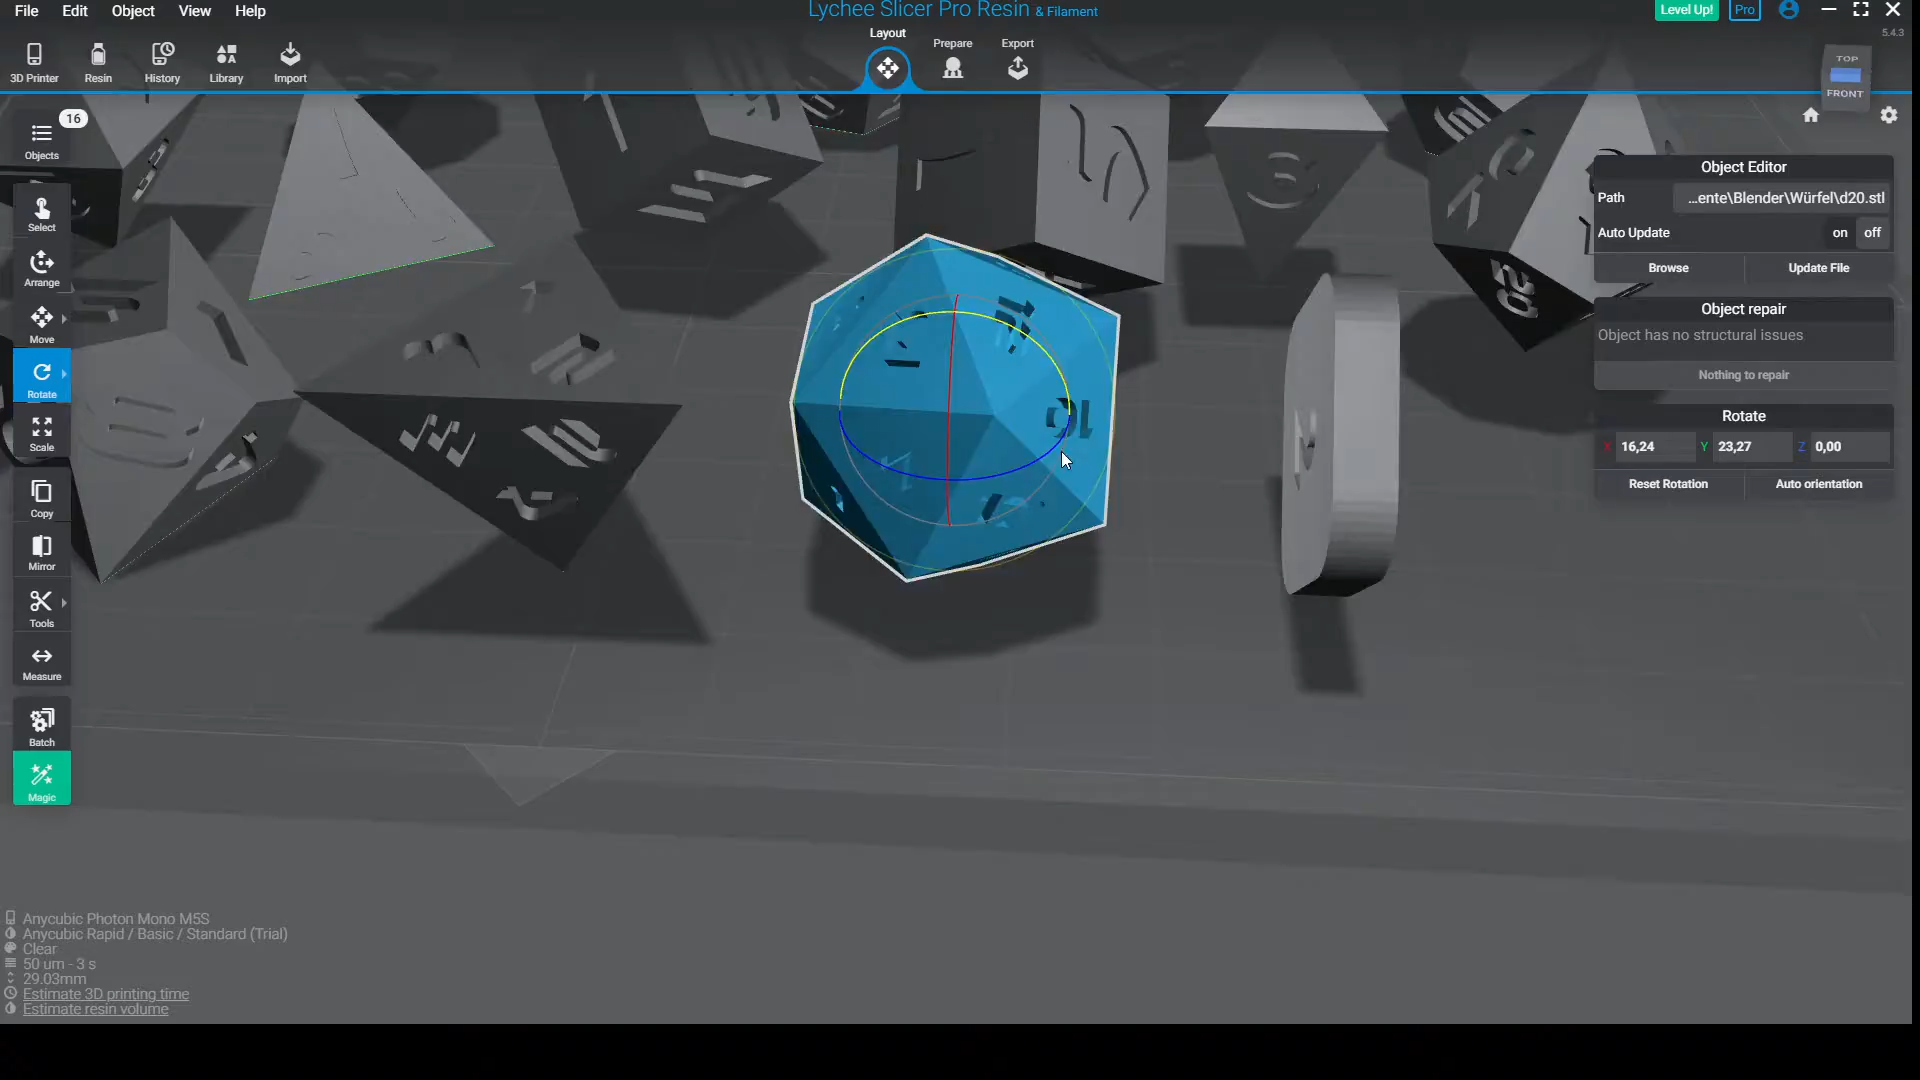 File Edit Object View Help
Lychee Slicer Pro Resin & Filament
Level Up! Pro
5.4.3
3D Printer Resin History Library Import
Layout Prepare Export
TOP
FRONT
16
Objects
Select
Arrange
Move
Rotate
Scale
Copy
Mirror
Tools
Measure
Batch
Magic
Object Editor
Path ...ente\Blender\Würfel\d20.stl
Auto Update on off
Browse Update File
Object repair
Object has no structural issues
Nothing to repair
Rotate
X 16,24 Y 23,27 Z 0,00
Reset Rotation Auto orientation
20
Anycubic Photon Mono M5S
Anycubic Rapid / Basic / Standard (Trial)
Clear
50 um - 3 s
29.03mm
Estimate 3D printing time
Estimate resin volume